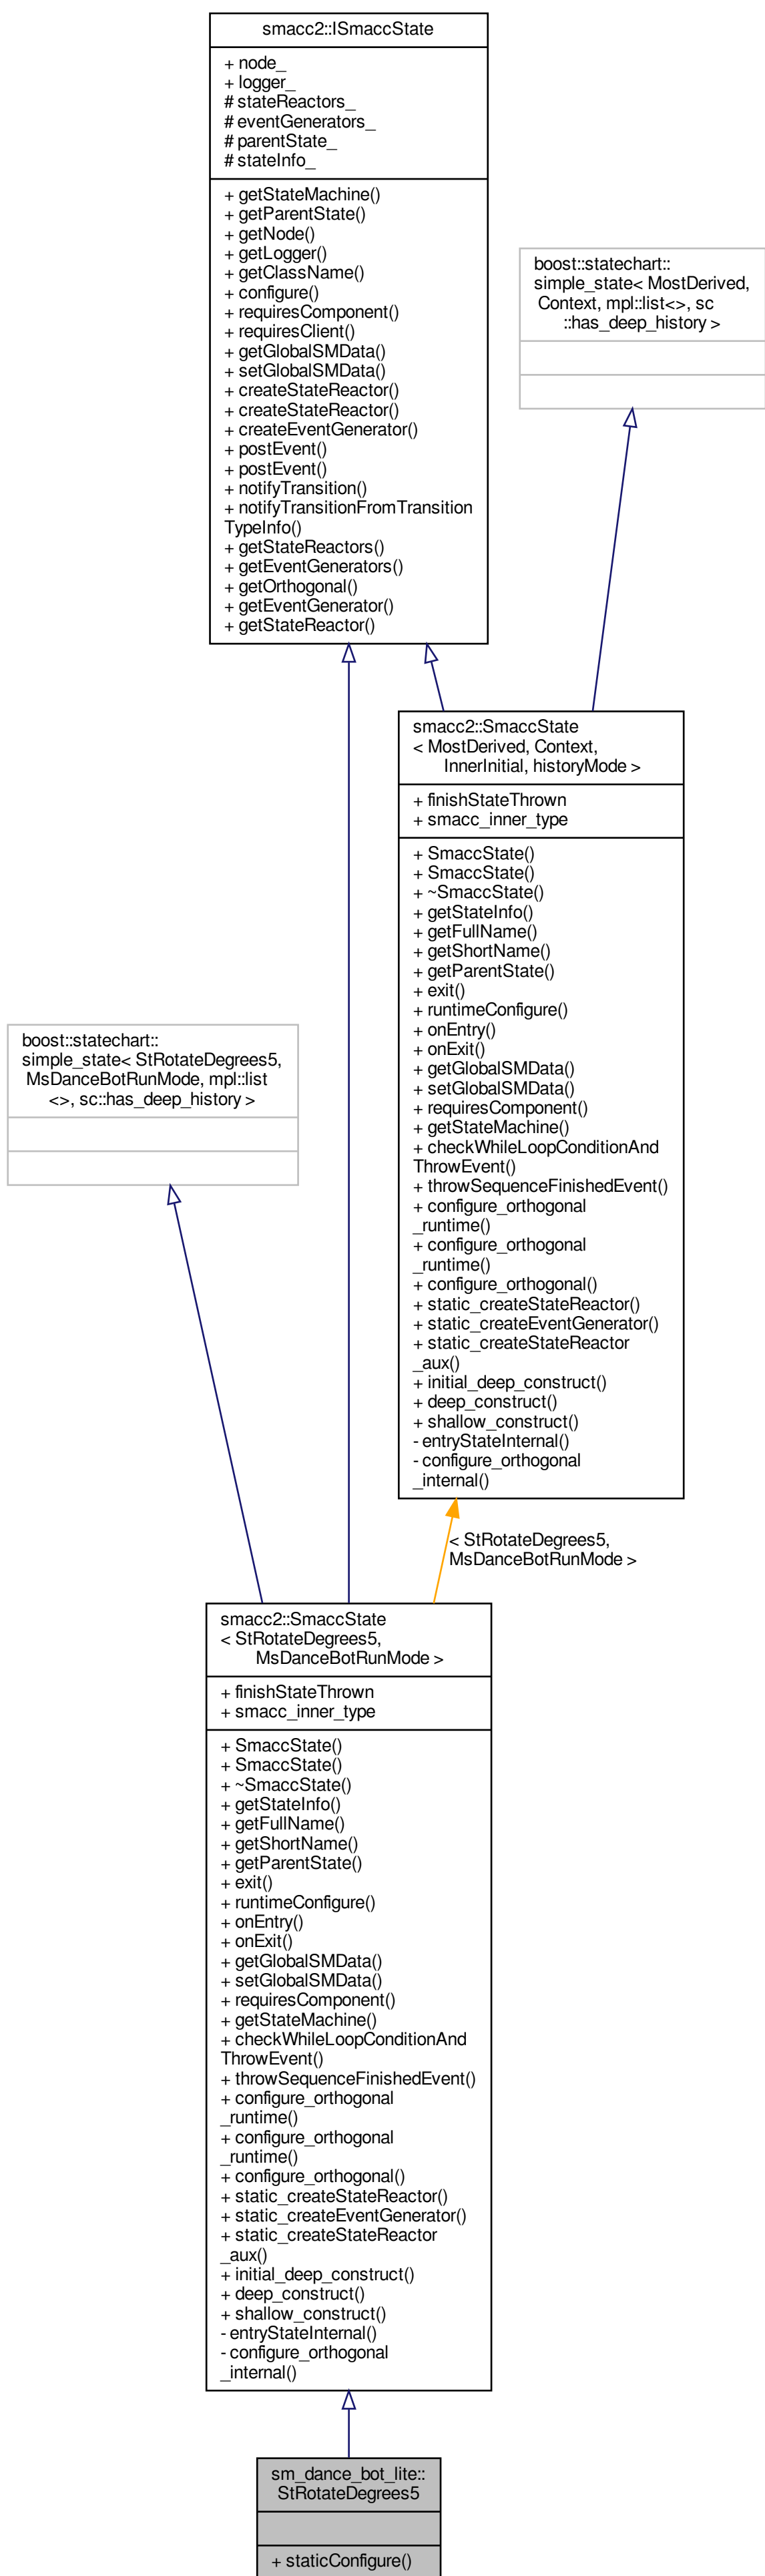 smacc2::ISmaccState
+ node_
+ logger_
# stateReactors_
# eventGenerators_
# parentState_
# stateInfo_
+ getStateMachine()
+ getParentState()
+ getNode()
+ getLogger()
+ getClassName()
+ configure()
+ requiresComponent()
+ requiresClient()
+ getGlobalSMData()
+ setGlobalSMData()
+ createStateReactor()
+ createStateReactor()
+ createEventGenerator()
+ postEvent()
+ postEvent()
+ notifyTransition()
+ notifyTransitionFromTransition
TypeInfo()
+ getStateReactors()
+ getEventGenerators()
+ getOrthogonal()
+ getEventGenerator()
+ getStateReactor()
boost::statechart::
simple_state< MostDerived,
Context, mpl::list<>, sc
::has_deep_history >
smacc2::SmaccState
< MostDerived, Context,
InnerInitial, historyMode >
+ finishStateThrown
+ smacc_inner_type
+ SmaccState()
+ SmaccState()
+ ~SmaccState()
+ getStateInfo()
+ getFullName()
+ getShortName()
+ getParentState()
+ exit()
+ runtimeConfigure()
+ onEntry()
+ onExit()
+ getGlobalSMData()
+ setGlobalSMData()
+ requiresComponent()
+ getStateMachine()
+ checkWhileLoopConditionAnd
ThrowEvent()
+ throwSequenceFinishedEvent()
+ configure_orthogonal
_runtime()
+ configure_orthogonal
_runtime()
+ configure_orthogonal()
+ static_createStateReactor()
+ static_createEventGenerator()
+ static_createStateReactor
_aux()
+ initial_deep_construct()
+ deep_construct()
+ shallow_construct()
- entryStateInternal()
- configure_orthogonal
_internal()
boost::statechart::
simple_state< StRotateDegrees5,
MsDanceBotRunMode, mpl::list
<>, sc::has_deep_history >
< StRotateDegrees5,
MsDanceBotRunMode >
smacc2::SmaccState
< StRotateDegrees5,
MsDanceBotRunMode >
+ finishStateThrown
+ smacc_inner_type
+ SmaccState()
+ SmaccState()
+ ~SmaccState()
+ getStateInfo()
+ getFullName()
+ getShortName()
+ getParentState()
+ exit()
+ runtimeConfigure()
+ onEntry()
+ onExit()
+ getGlobalSMData()
+ setGlobalSMData()
+ requiresComponent()
+ getStateMachine()
+ checkWhileLoopConditionAnd
ThrowEvent()
+ throwSequenceFinishedEvent()
+ configure_orthogonal
_runtime()
+ configure_orthogonal
_runtime()
+ configure_orthogonal()
+ static_createStateReactor()
+ static_createEventGenerator()
+ static_createStateReactor
_aux()
+ initial_deep_construct()
+ deep_construct()
+ shallow_construct()
- entryStateInternal()
- configure_orthogonal
_internal()
sm_dance_bot_lite::
StRotateDegrees5
+ staticConfigure()